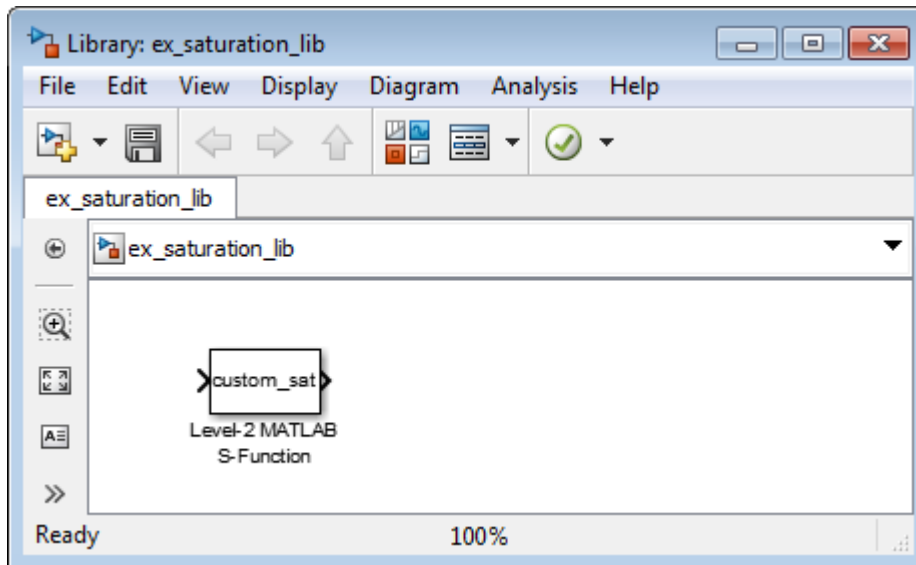 Library: ex_saturation_lib
File Edit View Display Diagram Analysis Help
ex_saturation_lib
ex_saturation_lib
custom_sat
Level-2 MATLAB
S-Function
Ready 100%